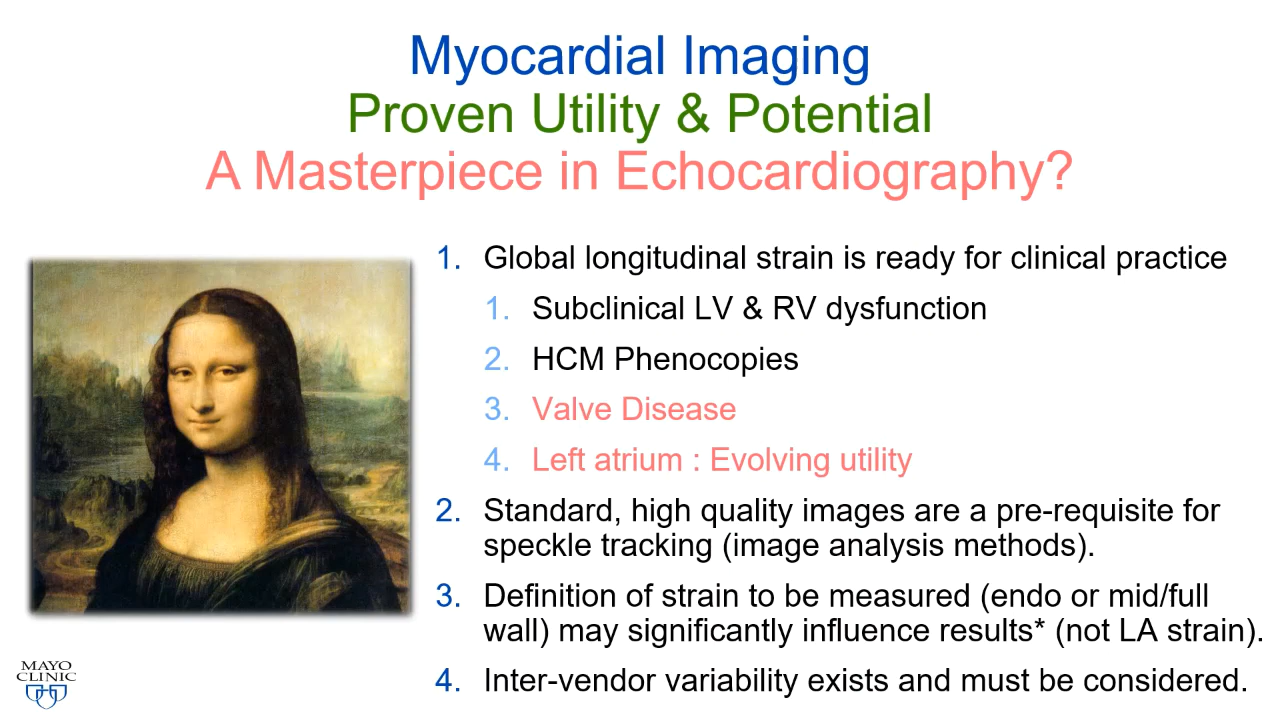 Myocardial Imaging
Proven Utility & Potential
A Masterpiece in Echocardiography?
1. Global longitudinal strain is ready for clinical practice
1. Subclinical LV & RV dysfunction
2. HCM Phenocopies
3. Valve Disease
4. Left atrium : Evolving utility
2. Standard, high quality images are a pre-requisite for
speckle tracking (image analysis methods).
3. Definition of strain to be measured (endo or mid/full
wall) may significantly influence results* (not LA strain).
4. Inter-vendor variability exists and must be considered.
MAYO
CLINIC